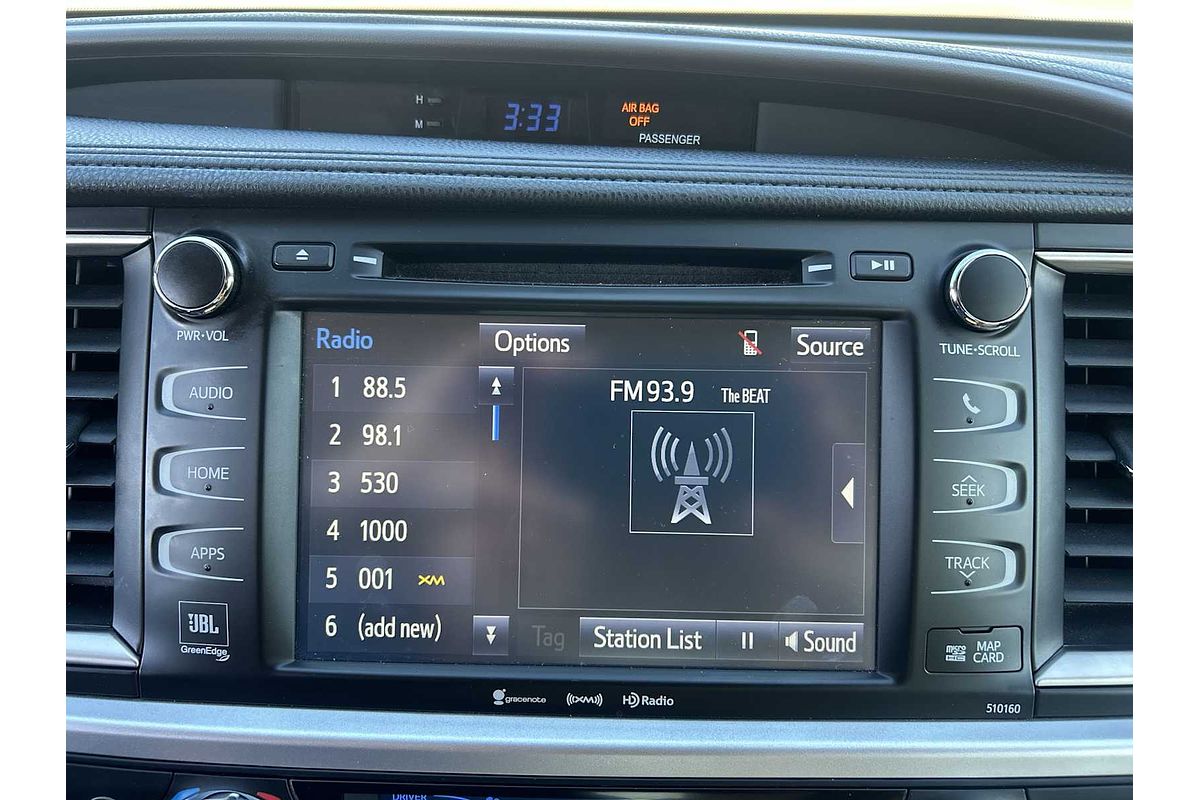 H
3:33
AIR BAG
OFF
M
PASSENGER
PWR•VOL
TUNE•SCROLL
AUDIO
HOME
APPS
JBL
GreenEdge
Radio
Options
Source
1 88.5
2 98.1
3 530
4 1000
5 001 XM
6 (add new)
FM 93.9 The BEAT
Tag
Station List
Sound
SEEK
TRACK
micro
HC
MAP
CARD
gracenote
((XM))
HD Radio
510160
DRIVER